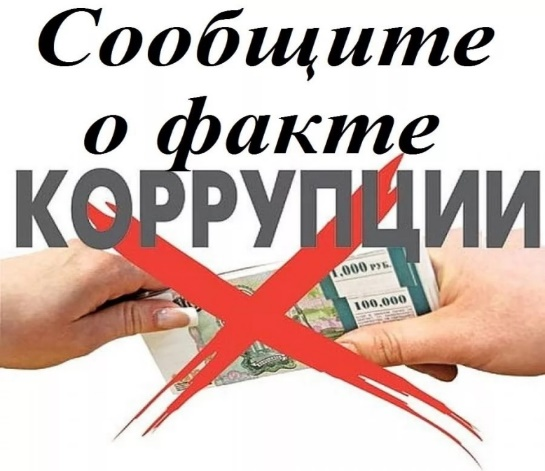 Сообщите
о факте
КОРРУПЦИИ
1.000 РУБ.
100.000